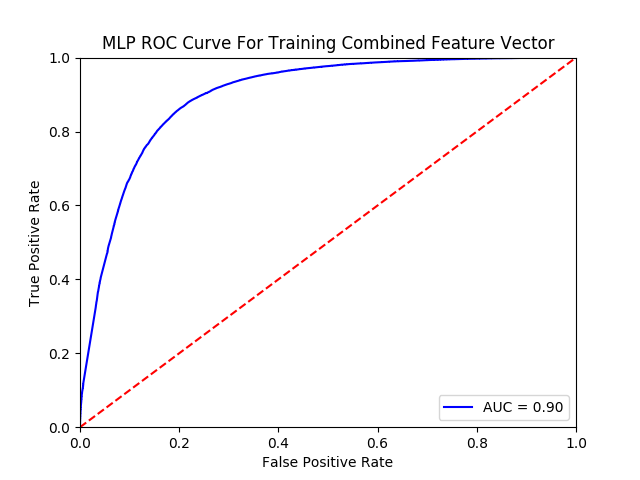 MLP ROC Curve For Training Combined Feature Vector
1.0
0.8
0.6
0.4
0.2
0.0
True Positive Rate
AUC = 0.90
0.0 0.2 0.4 0.6 0.8 1.0
False Positive Rate